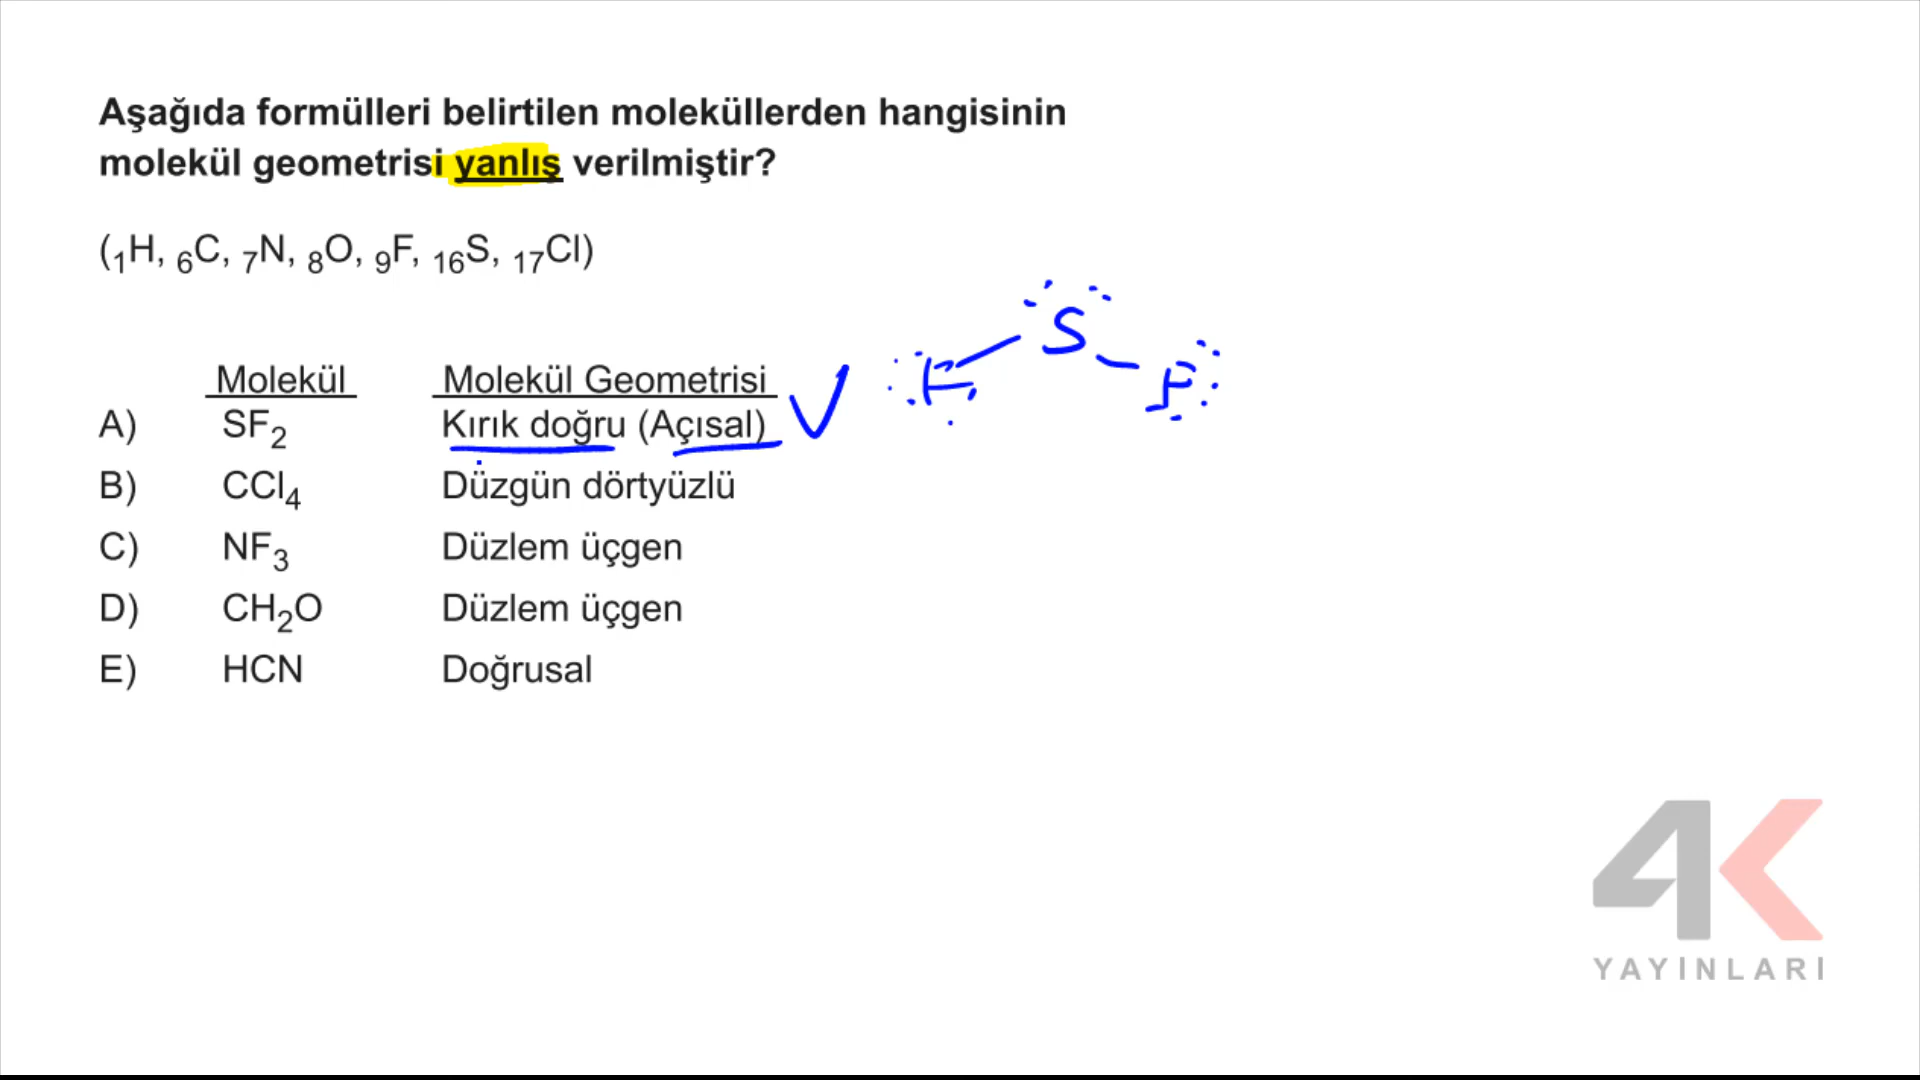 Aşağıda formülleri belirtilen moleküllerden hangisinin
molekül geometrisi yanlış verilmiştir?
(₁H, ₆C, ₇N, ₈O, ₉F, ₁₆S, ₁₇Cl)
Molekül Molekül Geometrisi
A) SF₂ Kırık doğru (Açısal)
B) CCl₄ Düzgün dörtyüzlü
C) NF₃ Düzlem üçgen
D) CH₂O Düzlem üçgen
E) HCN Doğrusal
S
F F
4K
YAYINLARI